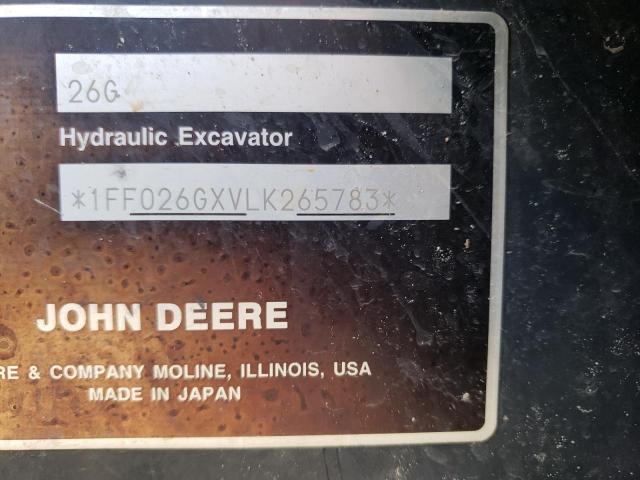 26G
Hydraulic Excavator
*1FF026GXVLK265783*
JOHN DEERE
RE & COMPANY MOLINE, ILLINOIS, USA
MADE IN JAPAN